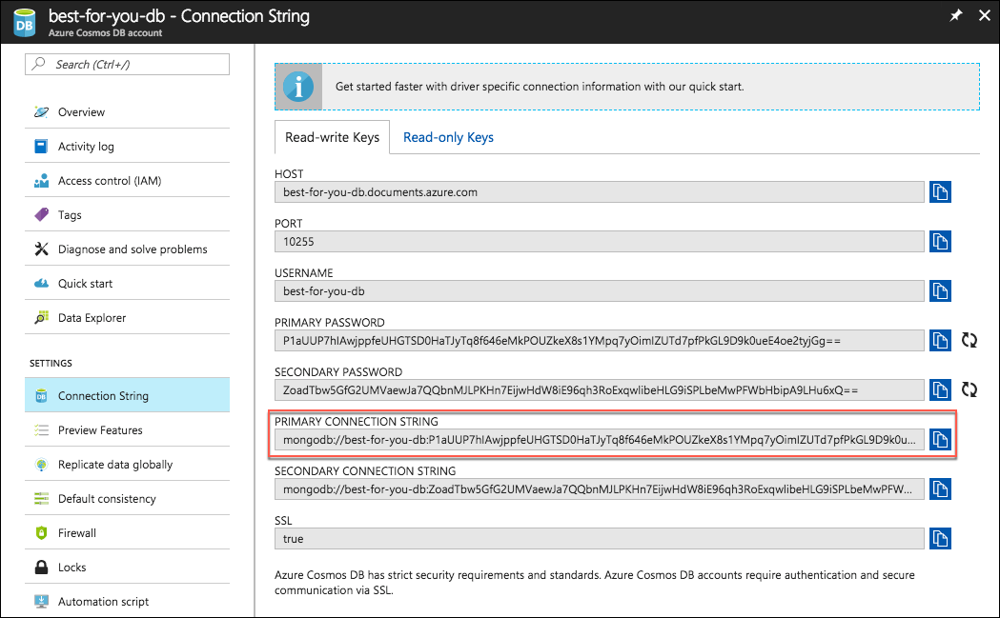 best-for-you-db - Connection String
Azure Cosmos DB account
DB
Search (Ctrl+/)
Overview
Activity log
Access control (IAM)
Tags
Diagnose and solve problems
Quick start
Data Explorer
SETTINGS
Connection String
Preview Features
Replicate data globally
Default consistency
Firewall
Locks
Automation script
Get started faster with driver specific connection information with our quick start.
Read-write Keys
Read-only Keys
HOST
best-for-you-db.documents.azure.com
PORT
10255
USERNAME
best-for-you-db
PRIMARY PASSWORD
P1aUUP7hIAwjppfeUHGTSD0HaTJyTq8f646eMkPOUZkeX8s1YMpq7yOimIZUTd7pfPkGL9D9k0ueE4oe2tyjGg==
SECONDARY PASSWORD
ZoadTbw5GfG2UMVaewJa7QQbnMJLPKHn7EijwHdW8iE96qh3RoExqwlibeHLG9iSPLbeMwPFWbHbipA9LHu6xQ==
PRIMARY CONNECTION STRING
mongodb://best-for-you-db:P1aUUP7hIAwjppfeUHGTSD0HaTJyTq8f646eMkPOUZkeX8s1YMpq7yOimIZUTd7pfPkGL9D9k0u...
SECONDARY CONNECTION STRING
mongodb://best-for-you-db:ZoadTbw5GfG2UMVaewJa7QQbnMJLPKHn7EijwHdW8iE96qh3RoExqwlibeHLG9iSPLbeMwPFW...
SSL
true
Azure Cosmos DB has strict security requirements and standards. Azure Cosmos DB accounts require authentication and secure
communication via SSL.